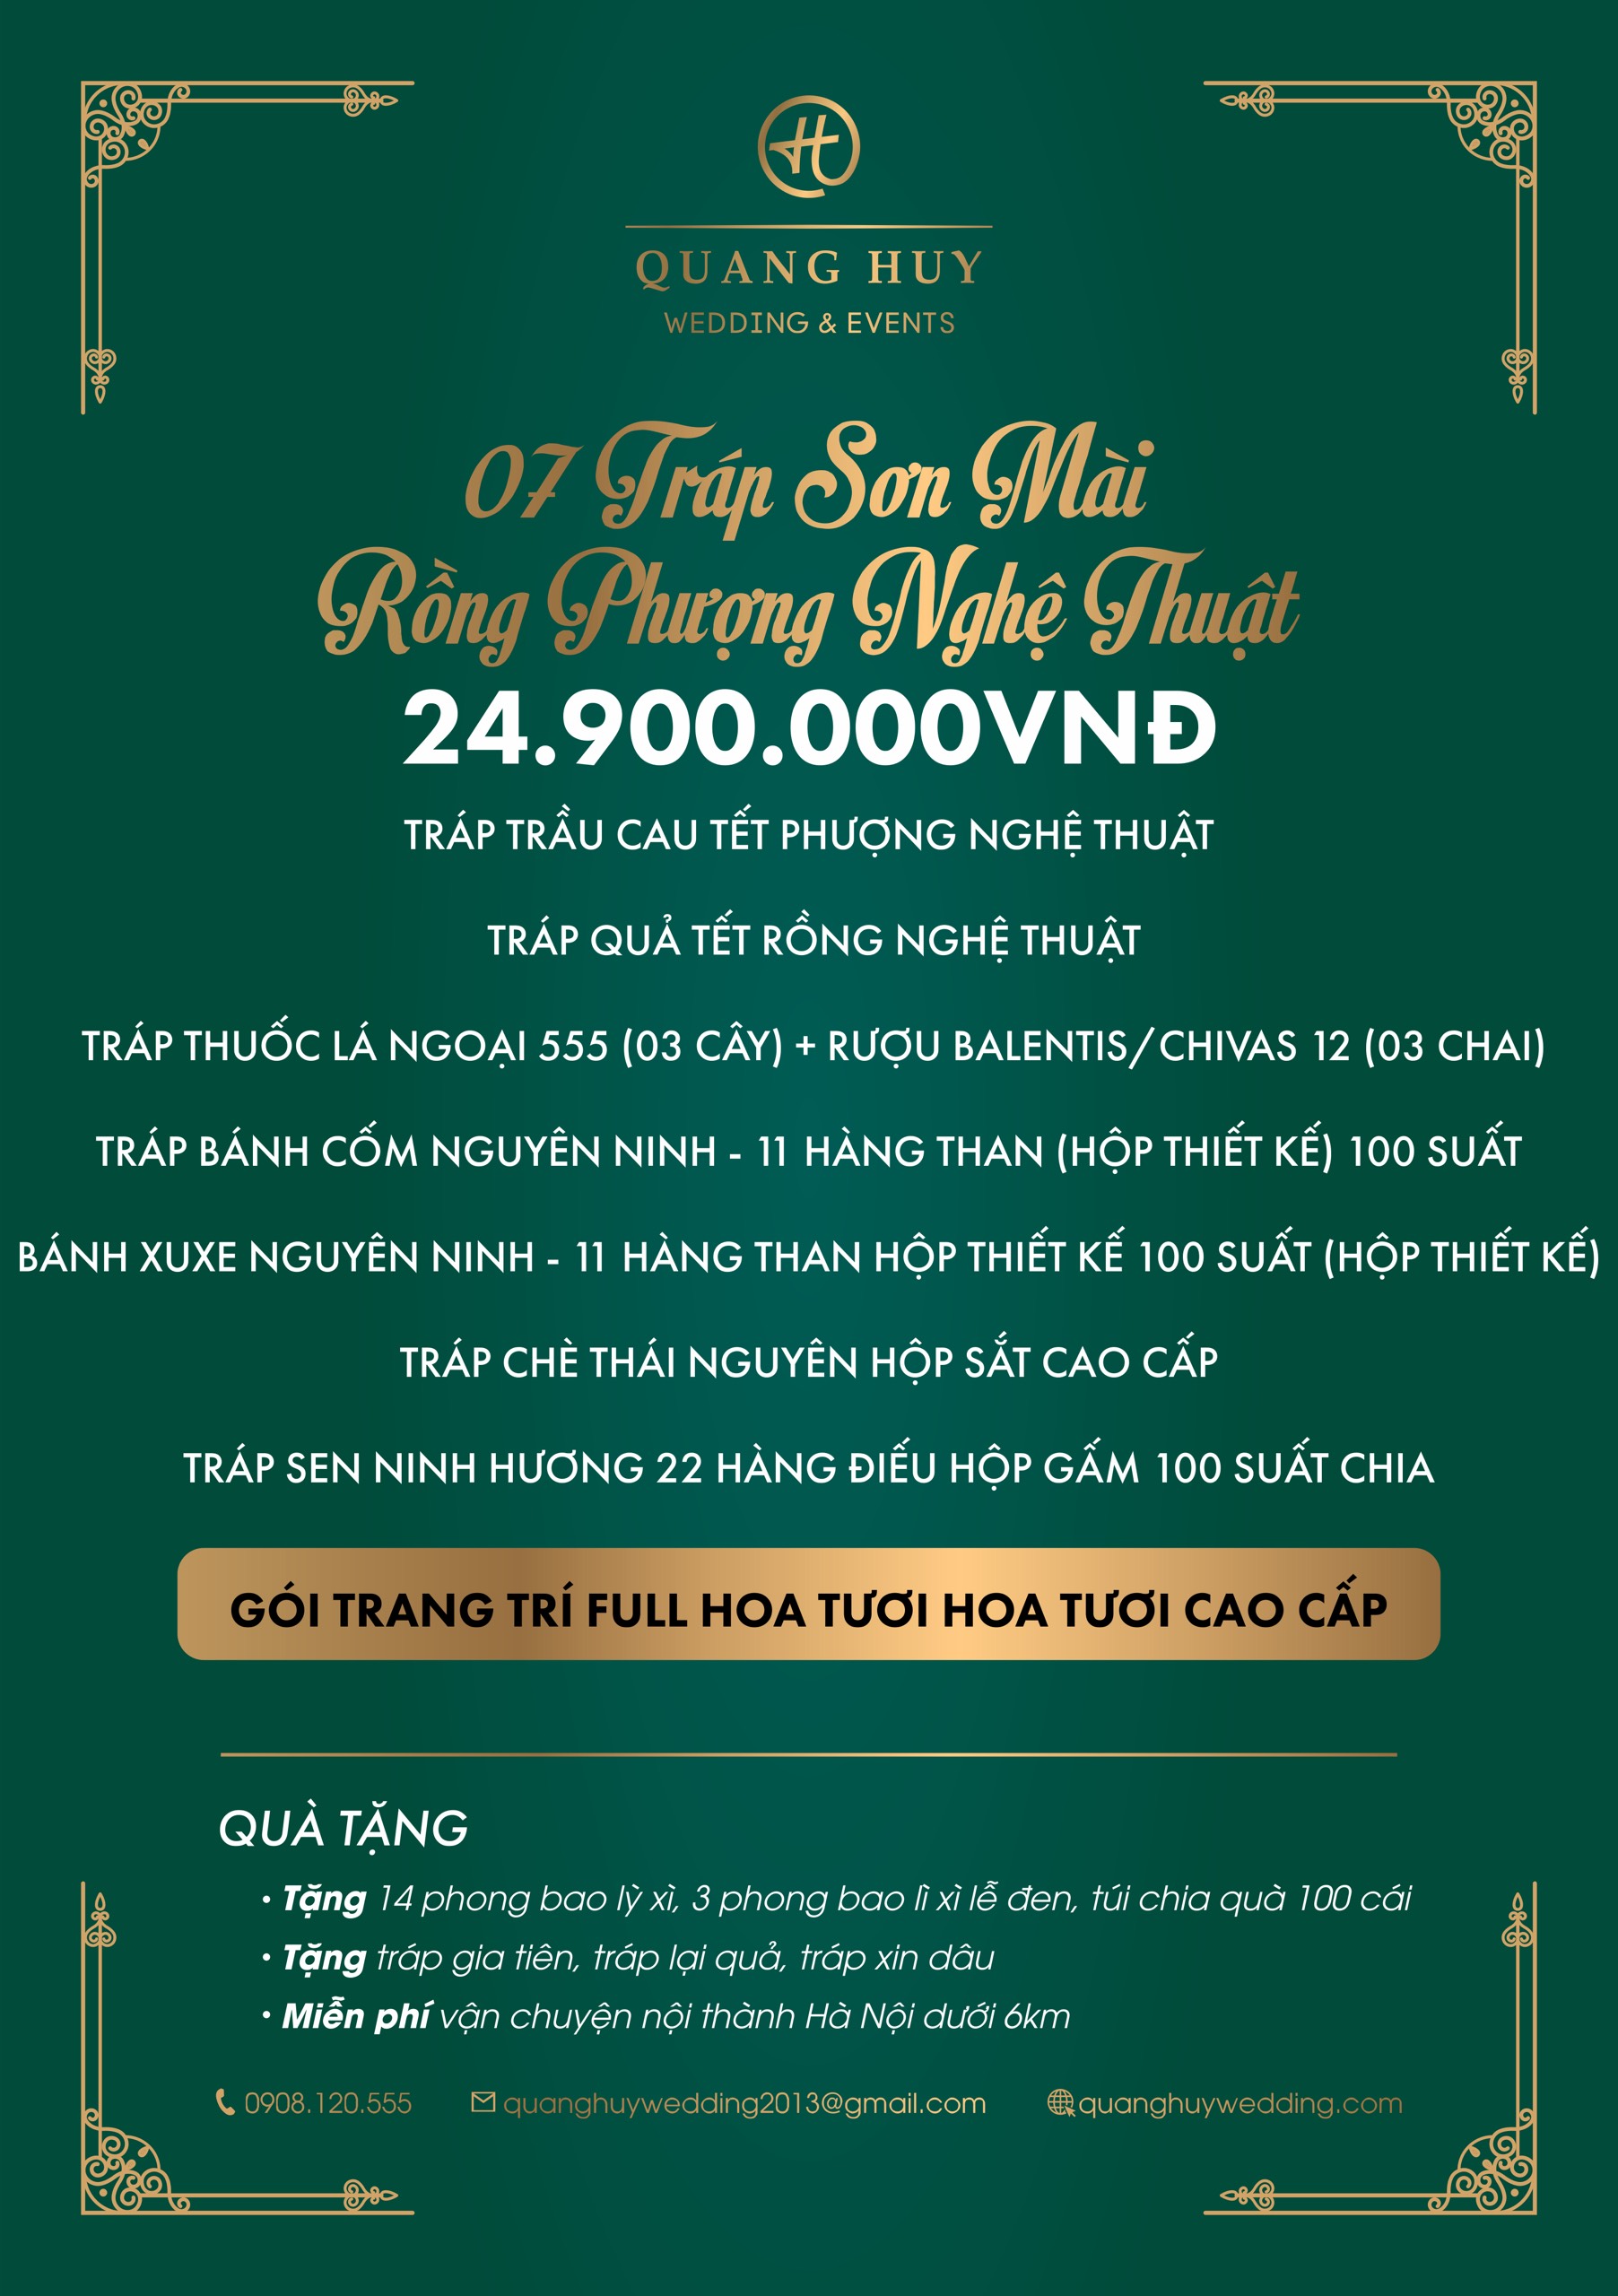 QUANG HUY
WEDDING & EVENTS
07 Tráp Sơn Mài
Rồng Phượng Nghệ Thuật
24.900.000VNĐ
TRÁP TRẦU CAU TẾT PHƯỢNG NGHỆ THUẬT
TRÁP QUẢ TẾT RỒNG NGHỆ THUẬT
TRÁP THUỐC LÁ NGOẠI 555 (03 CÂY) + RƯỢU BALENTIS/CHIVAS 12 (03 CHAI)
TRÁP BÁNH CỐM NGUYÊN NINH - 11 HÀNG THAN (HỘP THIẾT KẾ) 100 SUẤT
BÁNH XUXE NGUYÊN NINH - 11 HÀNG THAN HỘP THIẾT KẾ 100 SUẤT (HỘP THIẾT KẾ)
TRÁP CHÈ THÁI NGUYÊN HỘP SẮT CAO CẤP
TRÁP SEN NINH HƯƠNG 22 HÀNG ĐIẾU HỘP GẤM 100 SUẤT CHIA
GÓI TRANG TRÍ FULL HOA TƯƠI HOA TƯƠI CAO CẤP
QUÀ TẶNG
• Tặng 14 phong bao lỳ xì, 3 phong bao lì xì lễ đen, túi chia quà 100 cái
• Tặng tráp gia tiên, tráp lại quả, tráp xin dâu
• Miễn phí vận chuyện nội thành Hà Nội dưới 6km
0908.120.555 quanghuywedding2013@gmail.com quanghuywedding.com